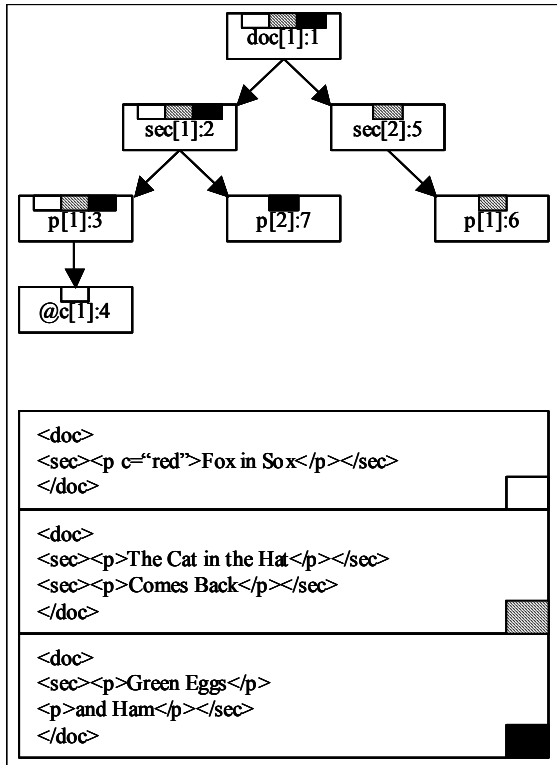 doc[1]:1
sec[1]:2
sec[2]:5
p[1]:3
p[2]:7
p[1]:6
@c[1]:4
<doc>
<sec><p c=“red”>Fox in Sox</p></sec>
</doc>
<doc>
<sec><p>The Cat in the Hat</p></sec>
<sec><p>Comes Back</p></sec>
</doc>
<doc>
<sec><p>Green Eggs</p>
<p>and Ham</p></sec>
</doc>